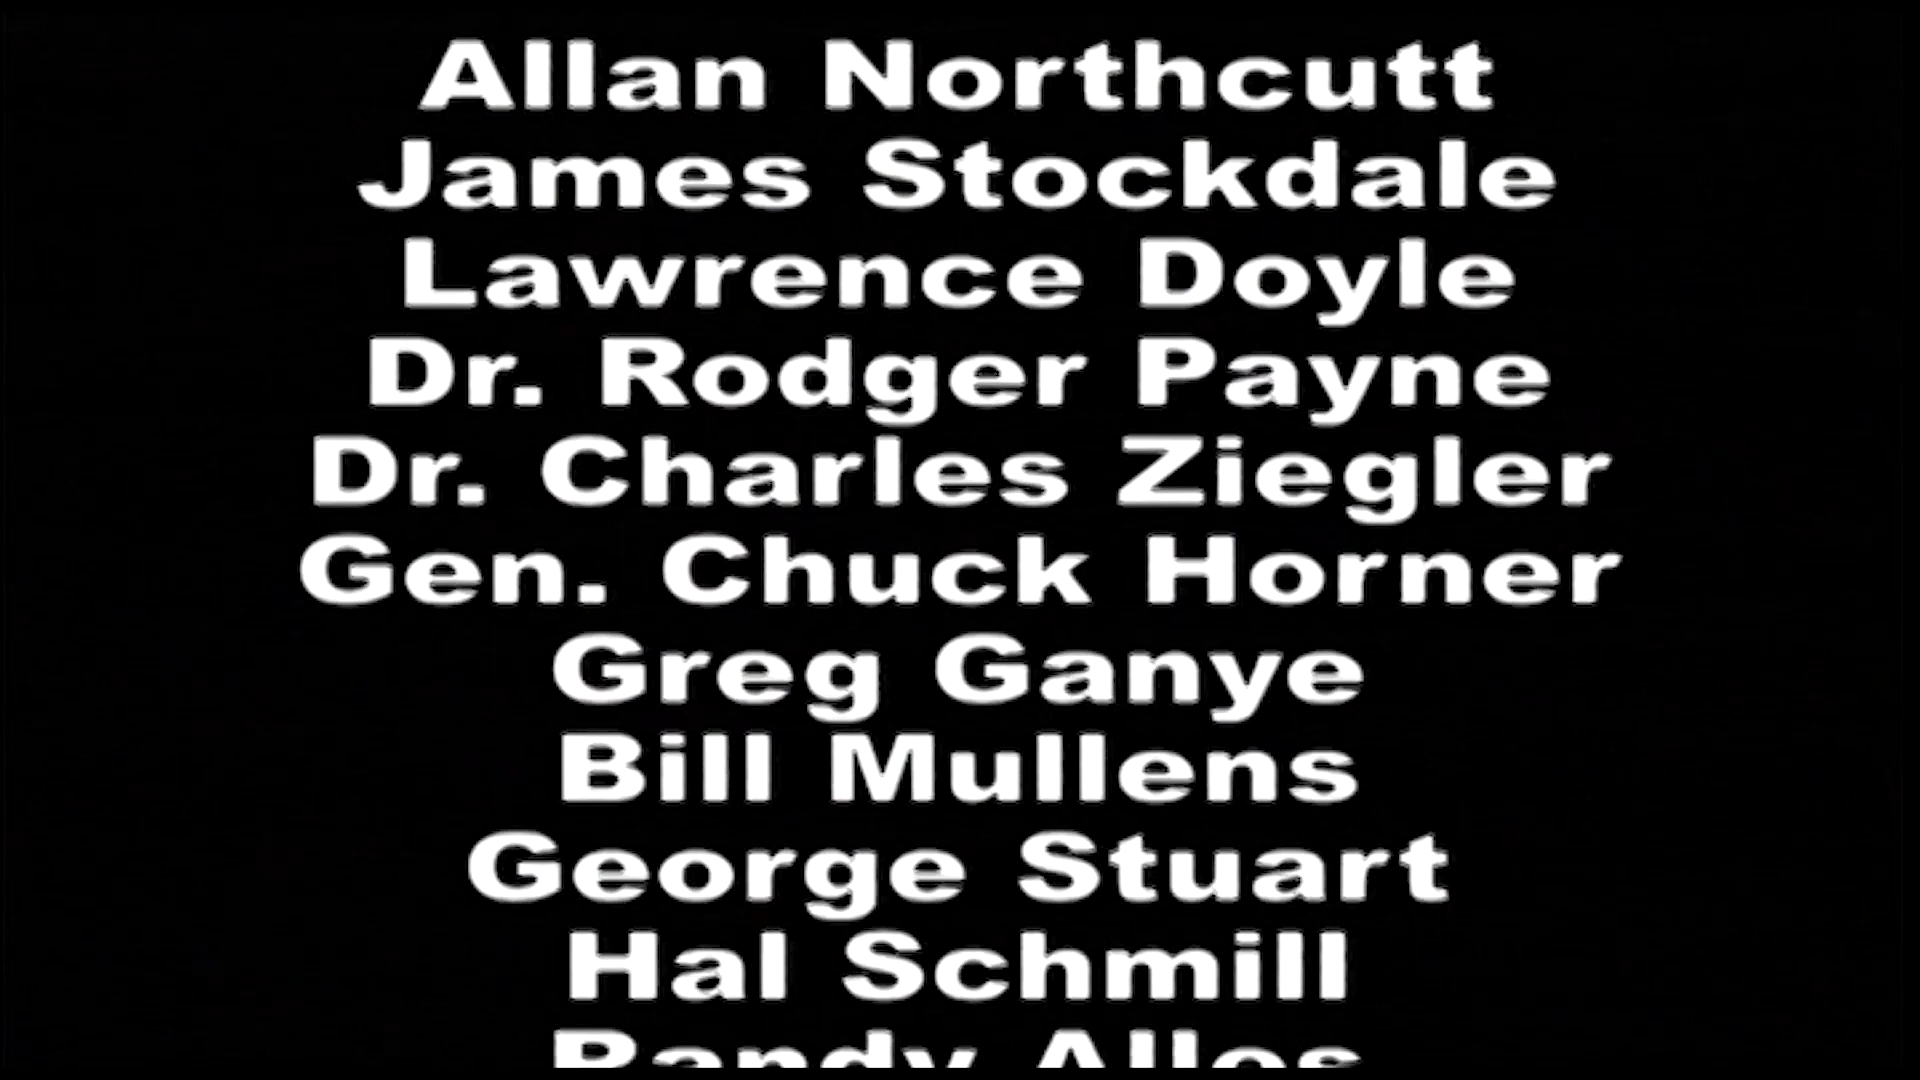 Allan Northcutt
James Stockdale
Lawrence Doyle
Dr. Rodger Payne
Dr. Charles Ziegler
Gen. Chuck Horner
Greg Ganye
Bill Mullens
George Stuart
Hal Schmill